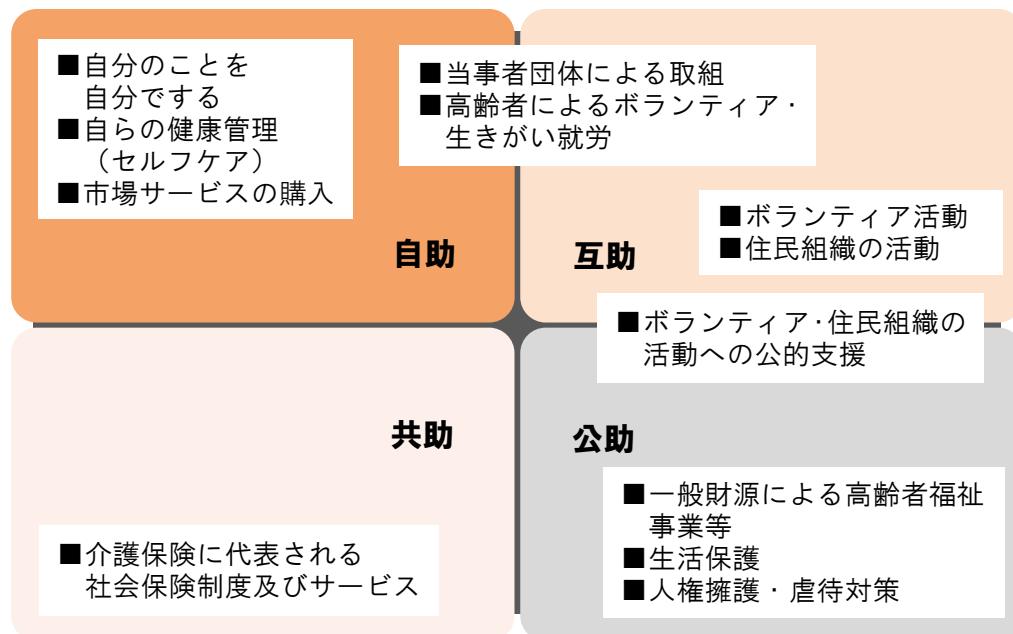 ■自分のことを
自分でする
■自らの健康管理
（セルフケア）
■市場サービスの購入
自助
■当事者団体による取組
■高齢者によるボランティア・
生きがい就労
■ボランティア活動
■住民組織の活動
互助
■ボランティア・住民組織の
活動への公的支援
共助
■介護保険に代表される
社会保険制度及びサービス
公助
■一般財源による高齢者福祉
事業等
■生活保護
■人権擁護・虐待対策